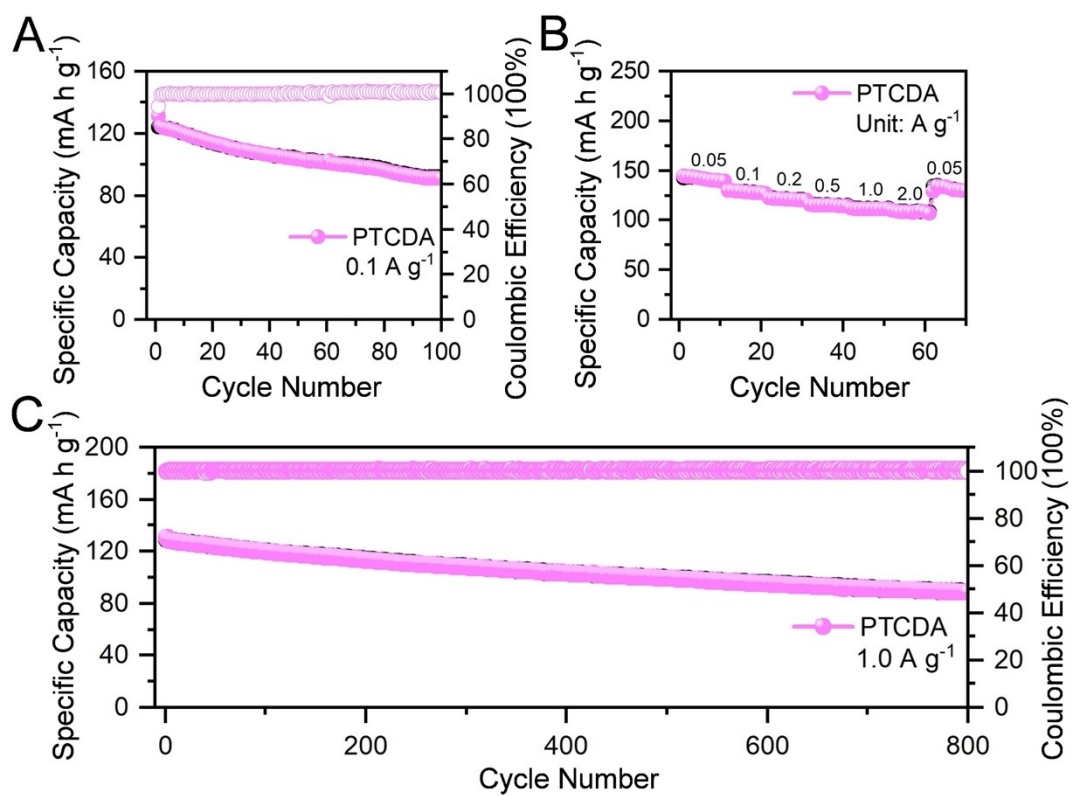 A
Specific Capacity (mA h g⁻¹)
160
120
80
40
0
0 20 40 60 80 100
Cycle Number
Coulombic Efficiency (100%)
100
80
60
40
20
0
PTCDA
0.1 A g⁻¹
B
Specific Capacity (mA h g⁻¹)
250
200
150
100
50
0
0 20 40 60
Cycle Number
PTCDA
Unit: A g⁻¹
0.05 0.1 0.2 0.5 1.0 2.0 0.05
C
Specific Capacity (mA h g⁻¹)
200
160
120
80
40
0
0 200 400 600 800
Cycle Number
Coulombic Efficiency (100%)
100
80
60
40
20
0
PTCDA
1.0 A g⁻¹